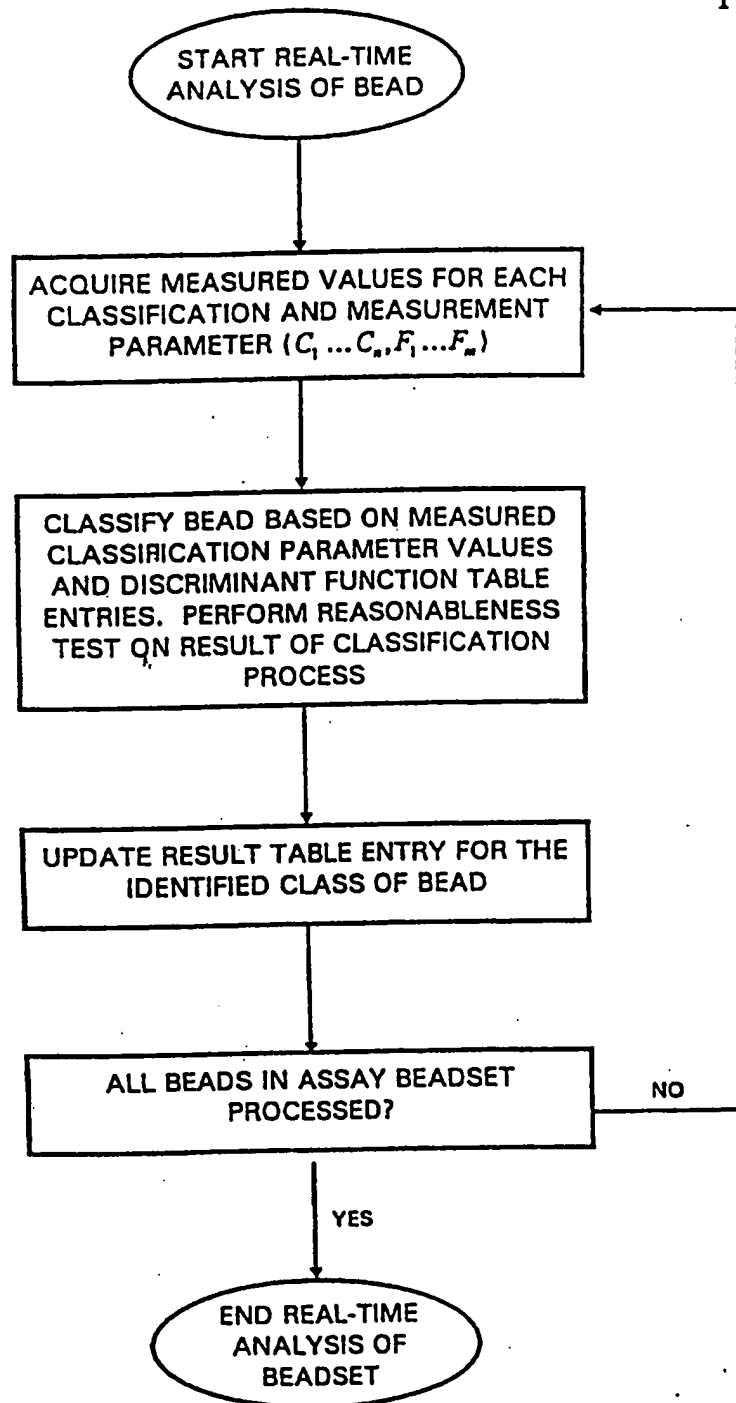 START REAL-TIME
ANALYSIS OF BEAD
ACQUIRE MEASURED VALUES FOR EACH
CLASSIFICATION AND MEASUREMENT
PARAMETER (C₁ ...Cₙ,F₁...Fₘ)
CLASSIFY BEAD BASED ON MEASURED
CLASSIFICATION PARAMETER VALUES
AND DISCRIMINANT FUNCTION TABLE
ENTRIES. PERFORM REASONABLENESS
TEST ON RESULT OF CLASSIFICATION
PROCESS
UPDATE RESULT TABLE ENTRY FOR THE
IDENTIFIED CLASS OF BEAD
ALL BEADS IN ASSAY BEADSET
PROCESSED?
NO
YES
END REAL-TIME
ANALYSIS OF
BEADSET